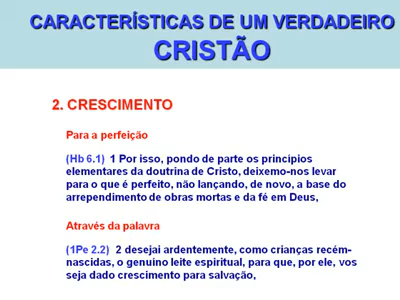 CARACTERÍSTICAS DE UM VERDADEIRO
CRISTÃO
2. CRESCIMENTO
Para a perfeição
(Hb 6.1) 1 Por isso, pondo de parte os princípios
elementares da doutrina de Cristo, deixemo-nos levar
para o que é perfeito, não lançando, de novo, a base do
arrependimento de obras mortas e da fé em Deus,
Através da palavra
(1Pe 2.2) 2 desejai ardentemente, como crianças recém-
nascidas, o genuíno leite espiritual, para que, por ele, vos
seja dado crescimento para salvação,